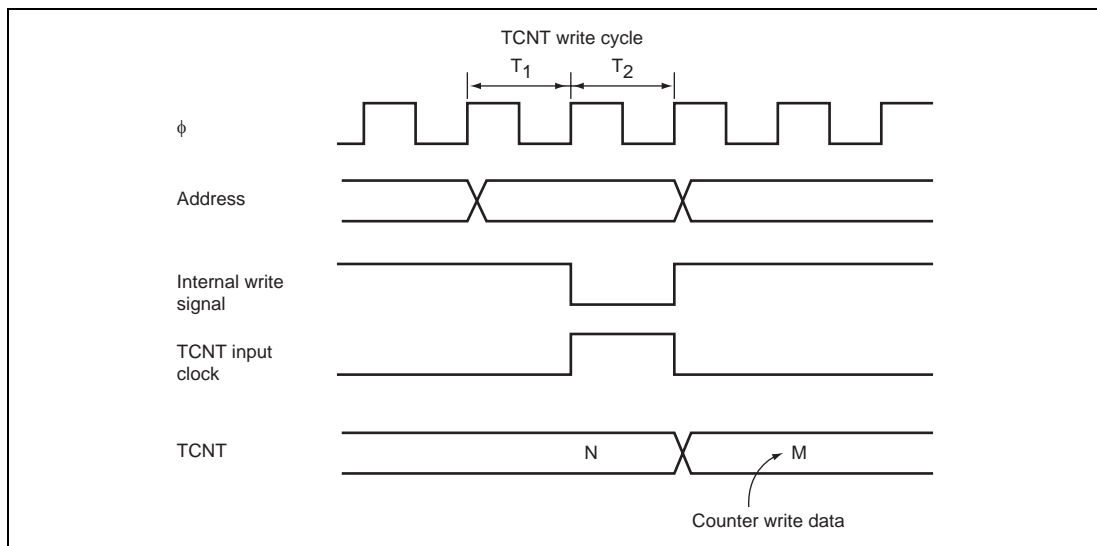 TCNT write cycle
T1 T2
ϕ
Address
Internal write
signal
TCNT input
clock
TCNT
N M
Counter write data